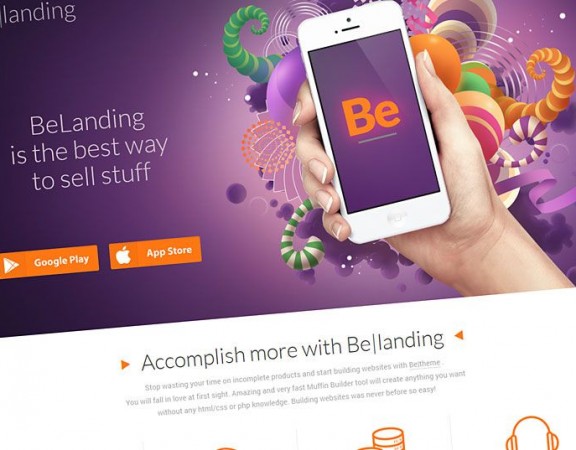 |landing
BeLanding
is the best way
to sell stuff
Be
Google Play
App Store
Accomplish more with Be|landing
Stop wasting your time on incomplete products and start building websites with Betheme .
You will fall in love at first sight. Amazing and very fast Muffin Builder tool will create anything you want
without any html/css or php knowledge. Building websites was never before so easy!